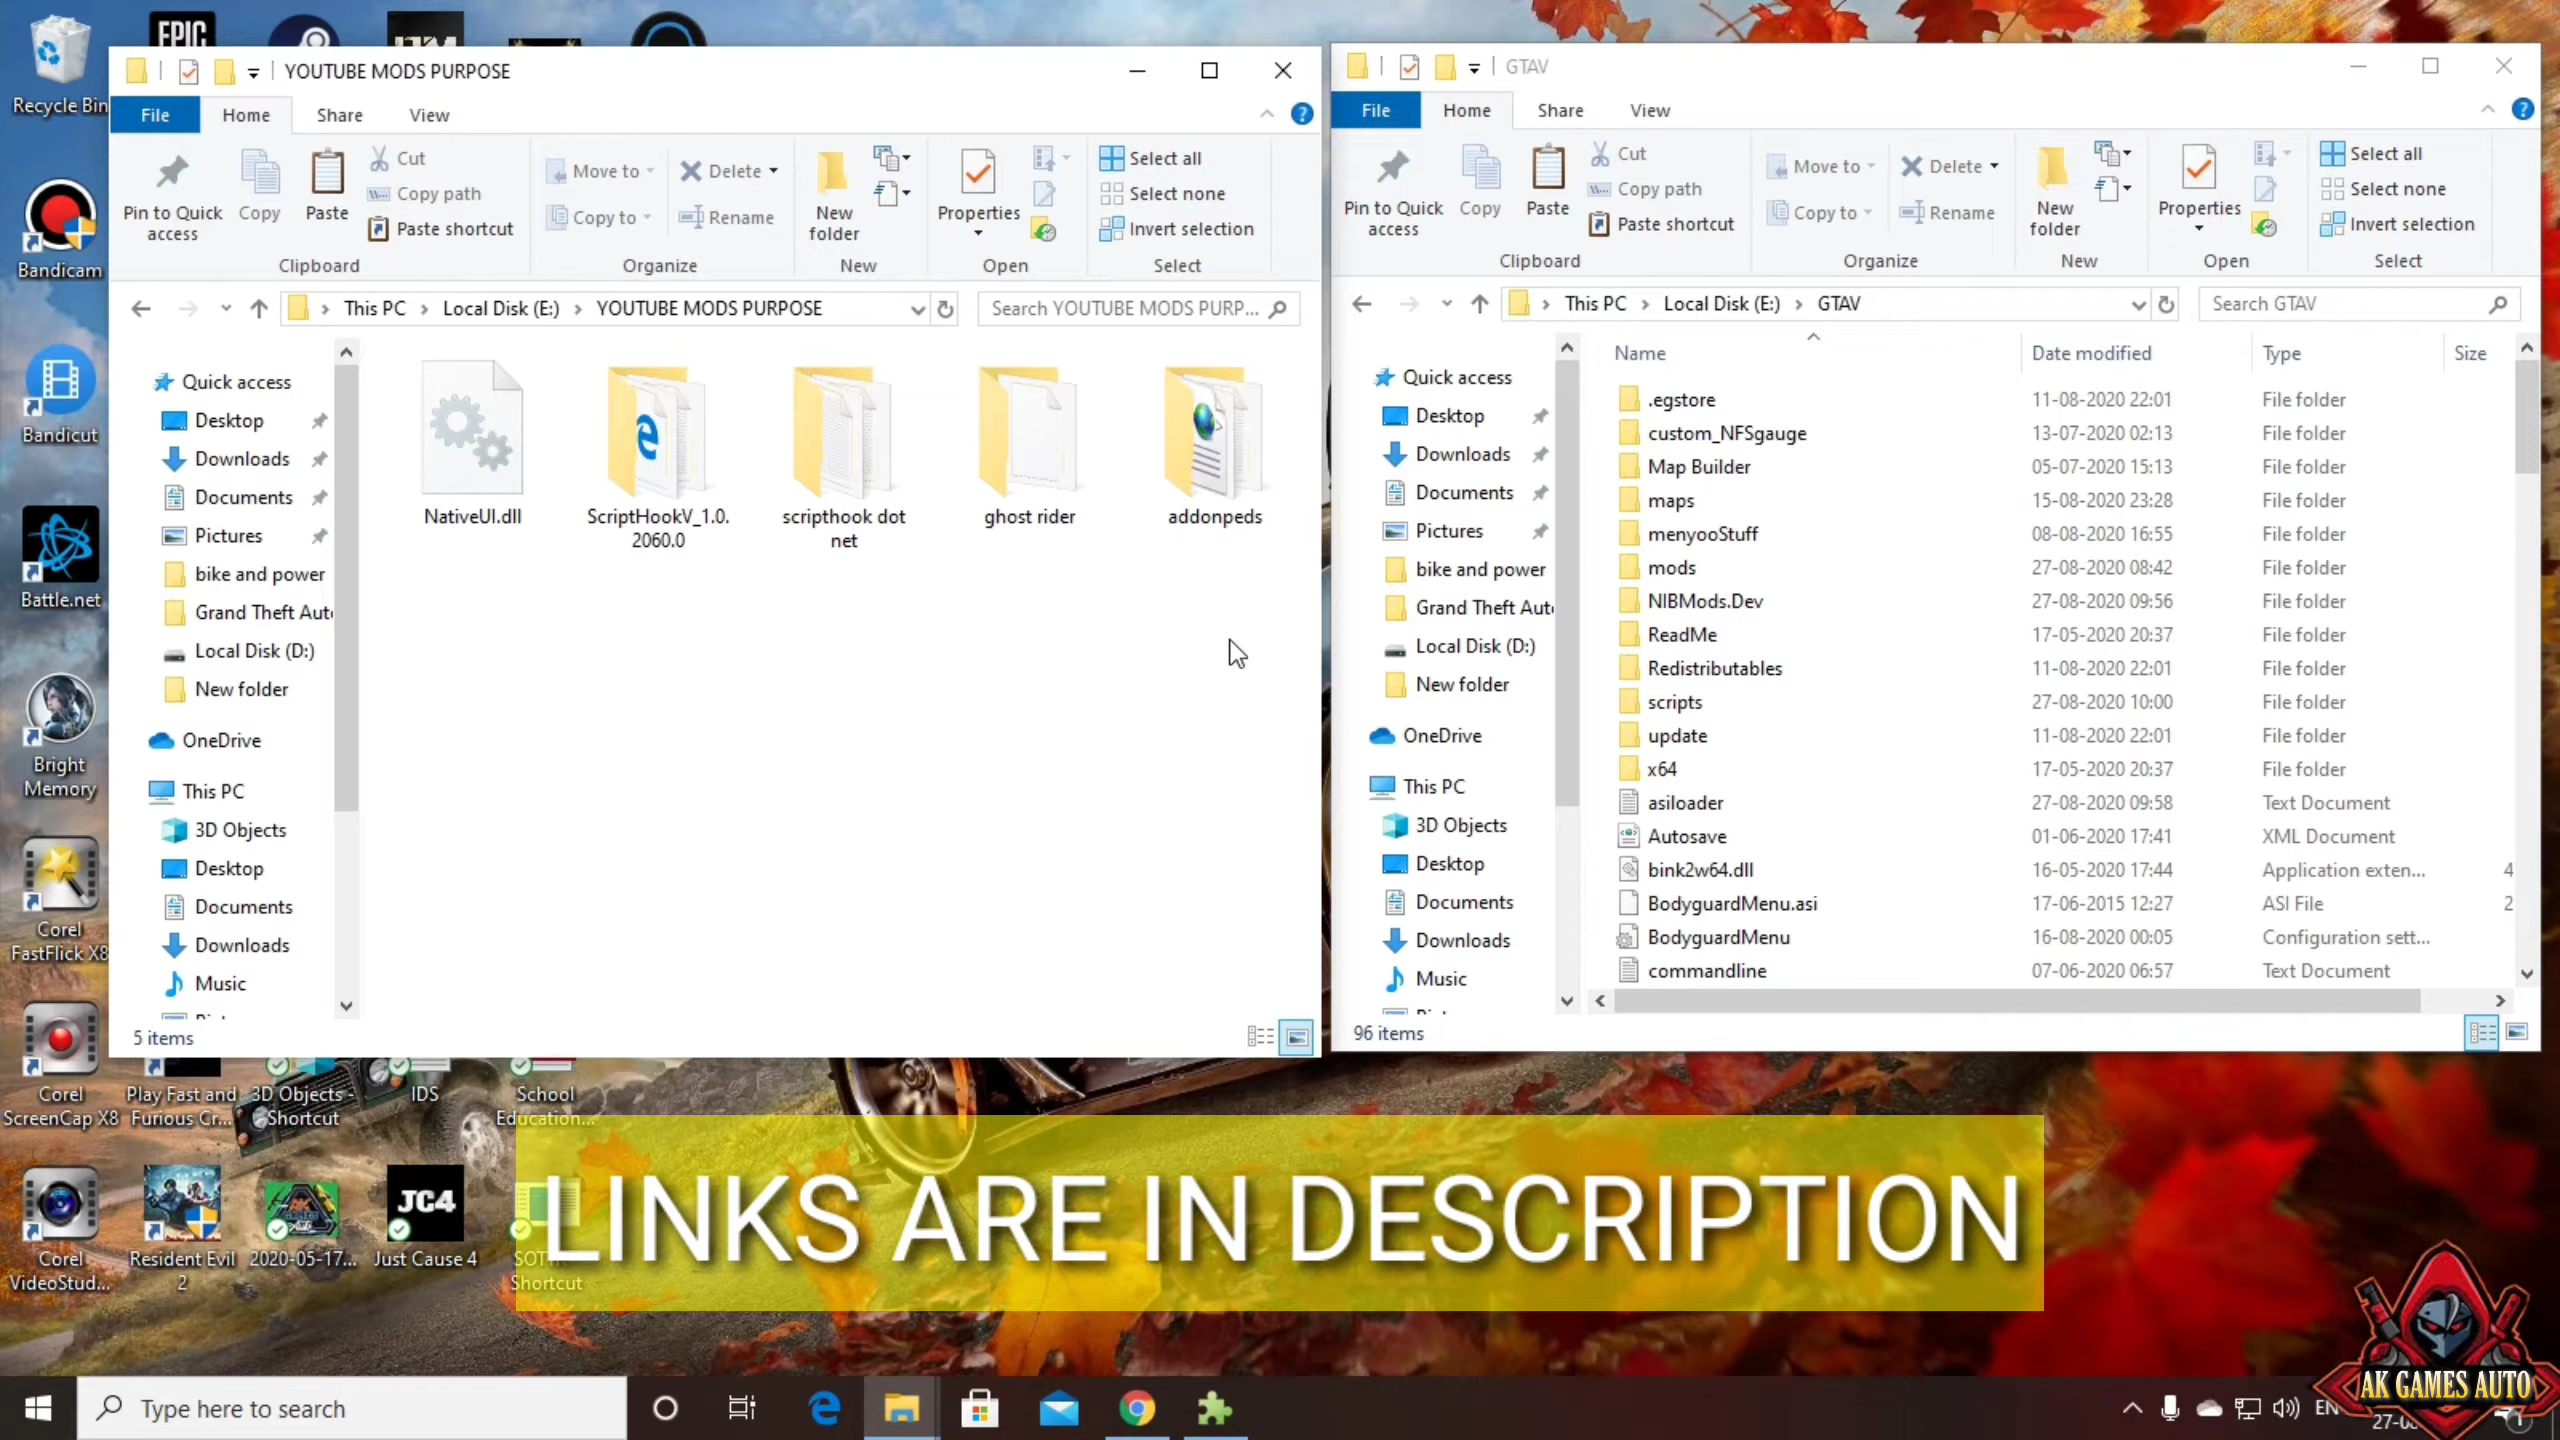 EPIC
Recycle Bin
Bandicam
Bandicut
Battle.net
Bright
Memory
Corel
FastFlick X8
Corel
ScreenCap X8
Play Fast and
Furious Cr...
3D Objects -
Shortcut
IDS
School
Education...
Corel
VideoStud...
Resident Evil
2
2020-05-17...
JC4
Just Cause 4
Shortcut
YOUTUBE MODS PURPOSE
File
Home
Share
View
Pin to Quick
access
Copy
Paste
Cut
Copy path
Paste shortcut
Clipboard
Move to
Copy to
Delete
Rename
Organize
New
folder
New
Properties
Open
Select all
Select none
Invert selection
Select
This PC
Local Disk (E:)
YOUTUBE MODS PURPOSE
Search YOUTUBE MODS PURP...
Quick access
Desktop
Downloads
Documents
Pictures
bike and power
Grand Theft Aut
Local Disk (D:)
New folder
OneDrive
This PC
3D Objects
Desktop
Documents
Downloads
Music
NativeUI.dll
ScriptHookV_1.0.
2060.0
scripthook dot
net
ghost rider
addonpeds
5 items
GTAV
File
Home
Share
View
Pin to Quick
access
Copy
Paste
Cut
Copy path
Paste shortcut
Clipboard
Move to
Copy to
Delete
Rename
Organize
New
folder
New
Properties
Open
Select all
Select none
Invert selection
Select
This PC
Local Disk (E:)
GTAV
Search GTAV
Quick access
Desktop
Downloads
Documents
Pictures
bike and power
Grand Theft Aut
Local Disk (D:)
New folder
OneDrive
This PC
3D Objects
Desktop
Documents
Downloads
Music
Name Date modified Type Size
.egstore 11-08-2020 22:01 File folder
custom_NFSgauge 13-07-2020 02:13 File folder
Map Builder 05-07-2020 15:13 File folder
maps 15-08-2020 23:28 File folder
menyooStuff 08-08-2020 16:55 File folder
mods 27-08-2020 08:42 File folder
NIBMods.Dev 27-08-2020 09:56 File folder
ReadMe 17-05-2020 20:37 File folder
Redistributables 11-08-2020 22:01 File folder
scripts 27-08-2020 10:00 File folder
update 11-08-2020 22:01 File folder
x64 17-05-2020 20:37 File folder
asiloader 27-08-2020 09:58 Text Document
Autosave 01-06-2020 17:41 XML Document
bink2w64.dll 16-05-2020 17:44 Application exten... 4
BodyguardMenu.asi 17-06-2015 12:27 ASI File 2
BodyguardMenu 16-08-2020 00:05 Configuration sett...
commandline 07-06-2020 06:57 Text Document
96 items
LINKS ARE IN DESCRIPTION
Type here to search
EN
AK GAMES AUTO